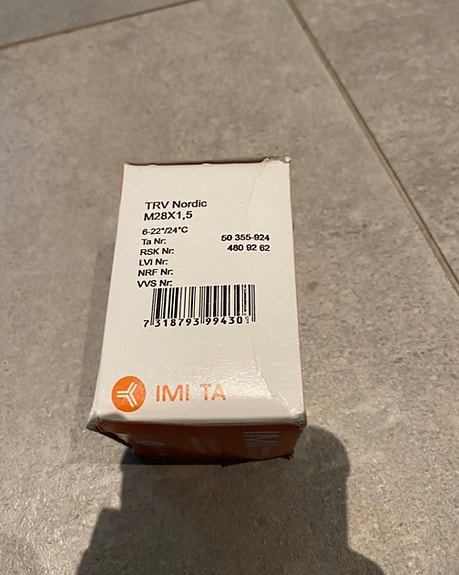 TRV Nordic
M28X1,5
6-22°/24°C
Ta Nr: 50 355-924
RSK Nr: 480 92 62
LVI Nr:
NRF Nr:
VVS Nr:
7 318793 99430
IMI TA